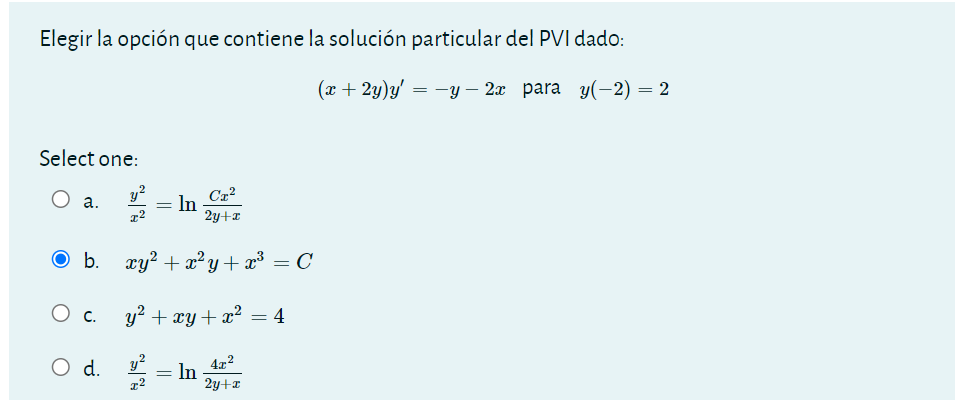 Elegir la opción que contiene la solución particular del PVI dado:
(x + 2y)y′ = −y − 2x para y(−2) = 2
Select one:
a. y²/x² = ln Cx²/2y+x
b. xy² + x²y + x³ = C
c. y² + xy + x² = 4
d. y²/x² = ln 4x²/2y+x